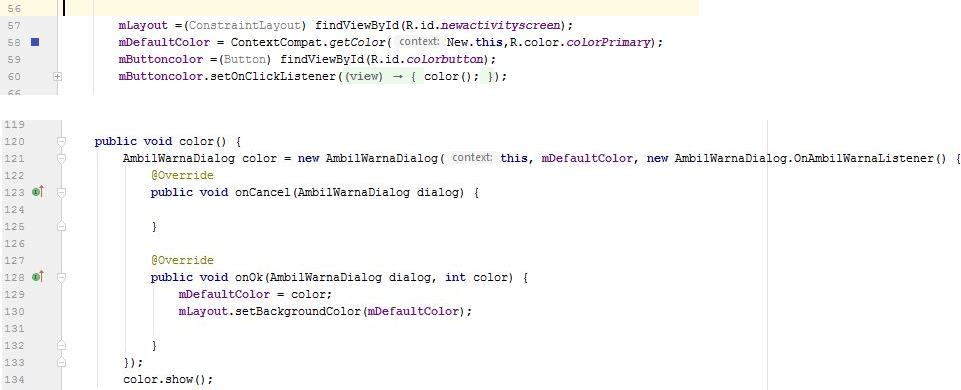 56
57 mLayout =(ConstraintLayout) findViewById(R.id.newactivityscreen);
58 mDefaultColor = ContextCompat.getColor( context: New.this,R.color.colorPrimary);
59 mButtoncolor =(Button) findViewById(R.id.colorbutton);
60 mButtoncolor.setOnClickListener((view) → { color(); });
66
119
120 public void color() {
121 AmbilWarnaDialog color = new AmbilWarnaDialog( context: this, mDefaultColor, new AmbilWarnaDialog.OnAmbilWarnaListener() {
122 @Override
123 public void onCancel(AmbilWarnaDialog dialog) {
124
125 }
126
127 @Override
128 public void onOk(AmbilWarnaDialog dialog, int color) {
129 mDefaultColor = color;
130 mLayout.setBackgroundColor(mDefaultColor);
131
132 }
133 });
134 color.show();